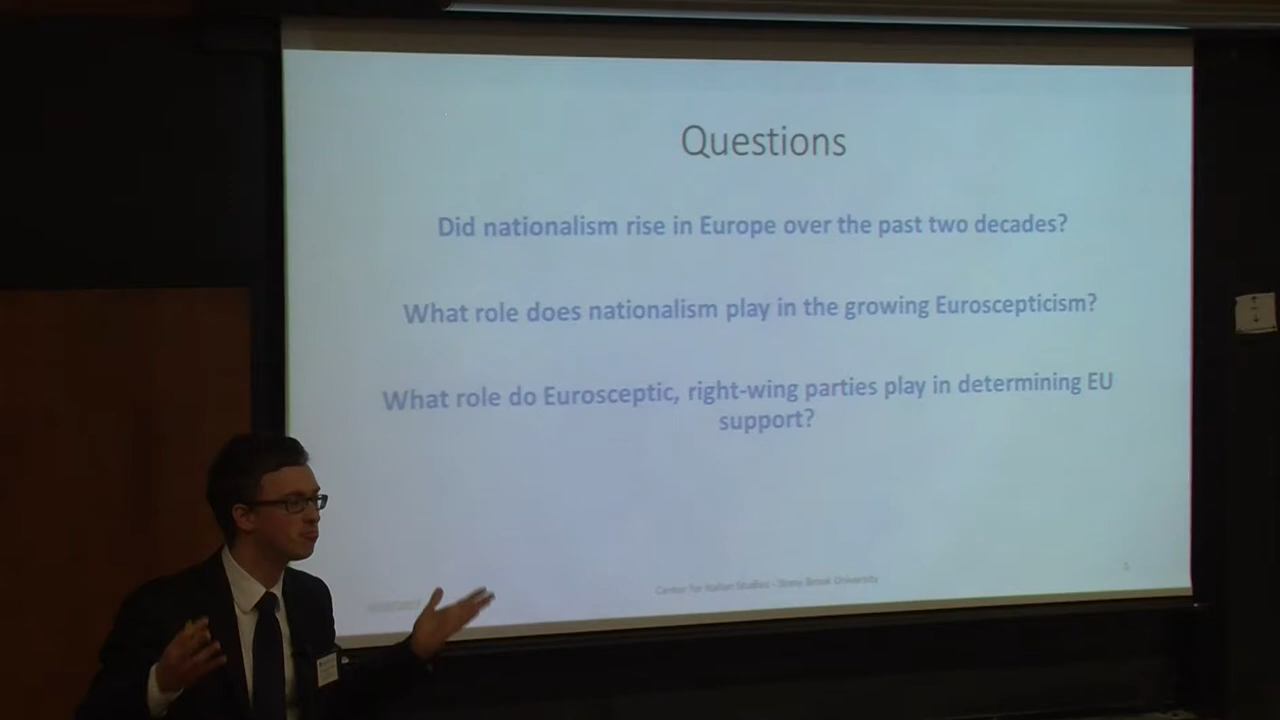 Questions
Did nationalism rise in Europe over the past two decades?
What role does nationalism play in the growing Euroscepticism?
What role do Eurosceptic, right-wing parties play in determining EU
support?
Center for Italian Studies - Stony Brook University